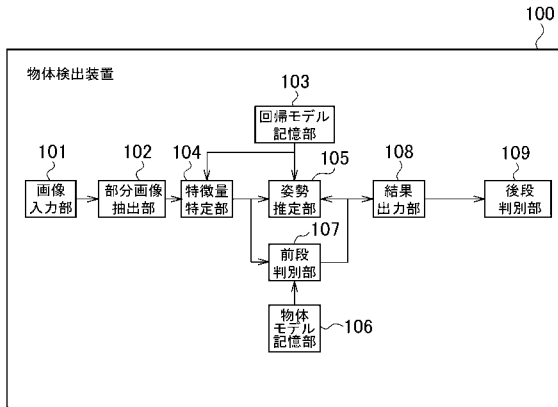 100
物体検出装置
103
回帰モデル
記憶部
101
102
104
105
108
109
画像
入力部
部分画像
抽出部
特徴量
特定部
姿勢
推定部
結果
出力部
後段
判別部
107
前段
判別部
物体
モデル
記憶部
106